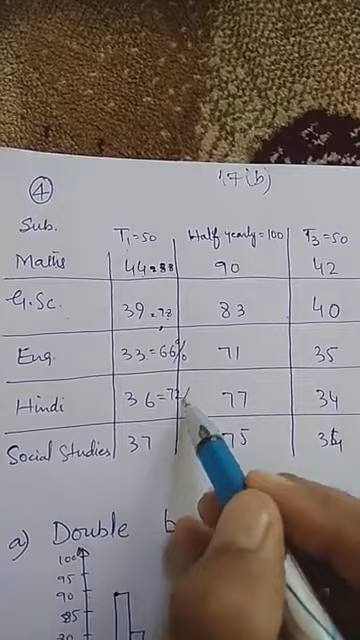 17(b)
4
Sub. T1=50 Half yearly=100 T3=50
Maths 44=88 90 42
G.Sc. 39=78 83 40
Eng. 33=66% 71 35
Hindi 36=72% 77 34
Social Studies 37 75
a) Double
100
95
90
85